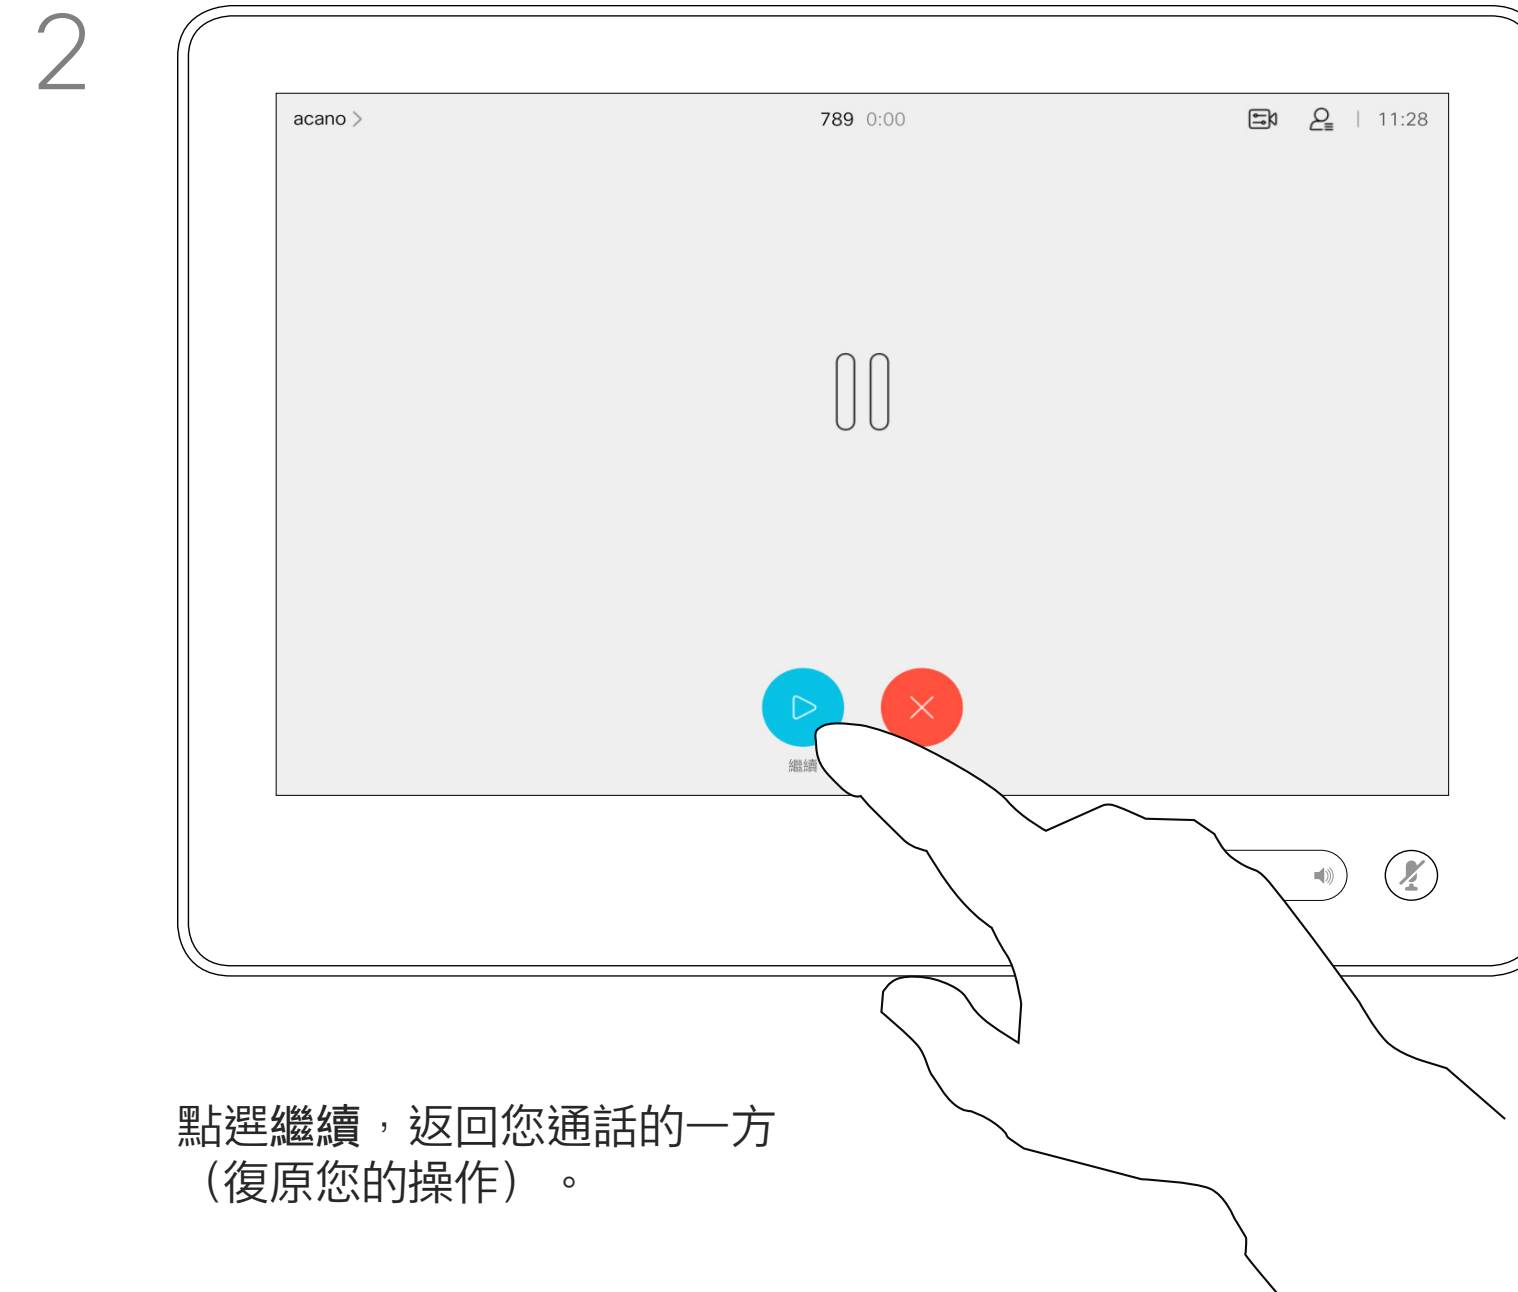 2
acano
789 0:00
11:28
繼續
點選繼續，返回您通話的一方
（復原您的操作）。